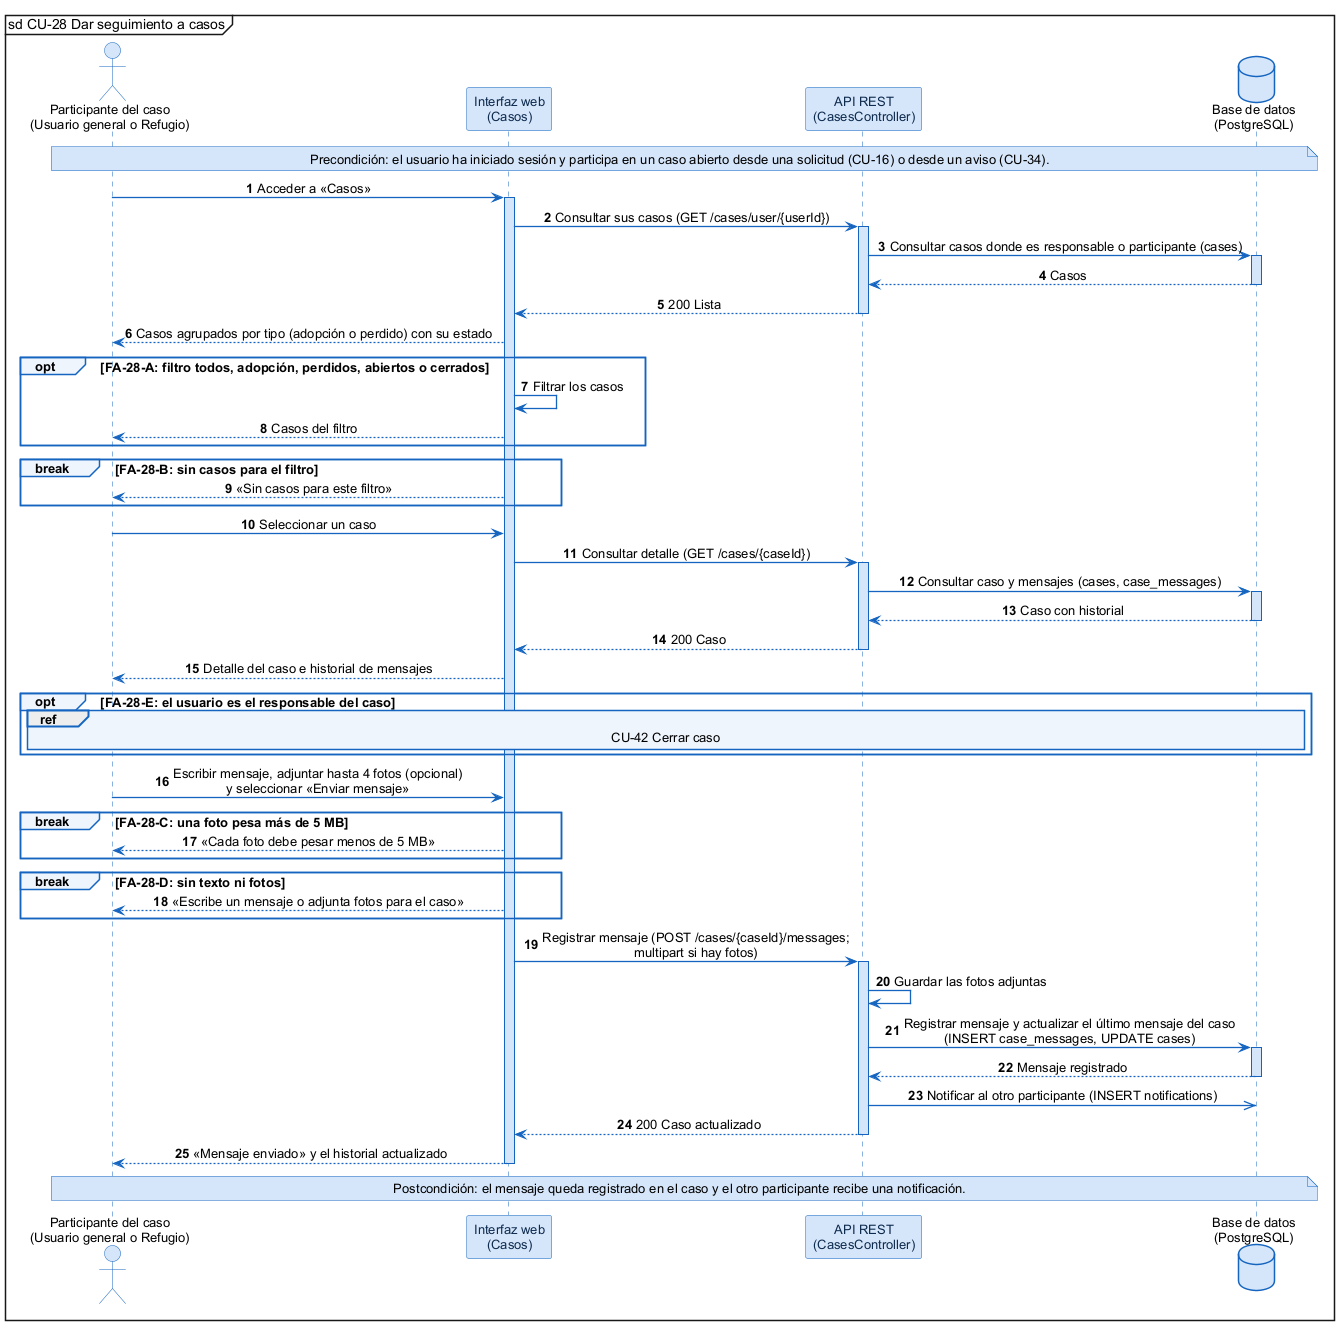 sd CU-28 Dar seguimiento a casos
Participante del caso
(Usuario general o Refugio)
Interfaz web
(Casos)
API REST
(CasesController)
Base de datos
(PostgreSQL)
Precondición: el usuario ha iniciado sesión y participa en un caso abierto desde una solicitud (CU-16) o desde un aviso (CU-34).
1 Acceder a «Casos»
2 Consultar sus casos (GET /cases/user/{userId})
3 Consultar casos donde es responsable o participante (cases)
4 Casos
5 200 Lista
6 Casos agrupados por tipo (adopción o perdido) con su estado
opt [FA-28-A: filtro todos, adopción, perdidos, abiertos o cerrados]
7 Filtrar los casos
8 Casos del filtro
break [FA-28-B: sin casos para el filtro]
9 «Sin casos para este filtro»
10 Seleccionar un caso
11 Consultar detalle (GET /cases/{caseId})
12 Consultar caso y mensajes (cases, case_messages)
13 Caso con historial
14 200 Caso
15 Detalle del caso e historial de mensajes
opt [FA-28-E: el usuario es el responsable del caso]
ref
CU-42 Cerrar caso
16 Escribir mensaje, adjuntar hasta 4 fotos (opcional)
y seleccionar «Enviar mensaje»
break [FA-28-C: una foto pesa más de 5 MB]
17 «Cada foto debe pesar menos de 5 MB»
break [FA-28-D: sin texto ni fotos]
18 «Escribe un mensaje o adjunta fotos para el caso»
19 Registrar mensaje (POST /cases/{caseId}/messages;
multipart si hay fotos)
20 Guardar las fotos adjuntas
21 Registrar mensaje y actualizar el último mensaje del caso
(INSERT case_messages, UPDATE cases)
22 Mensaje registrado
23 Notificar al otro participante (INSERT notifications)
24 200 Caso actualizado
25 «Mensaje enviado» y el historial actualizado
Postcondición: el mensaje queda registrado en el caso y el otro participante recibe una notificación.
Participante del caso
(Usuario general o Refugio)
Interfaz web
(Casos)
API REST
(CasesController)
Base de datos
(PostgreSQL)